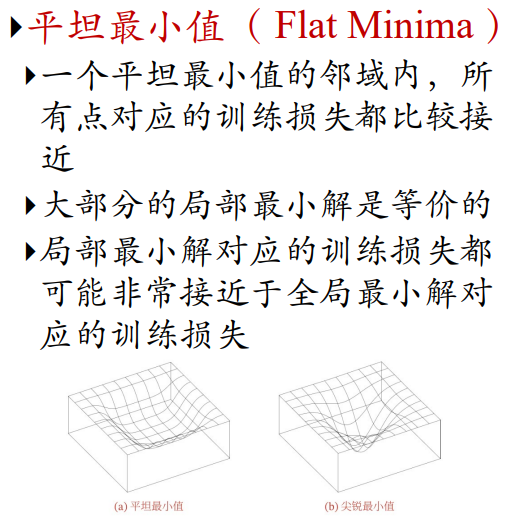 平坦最小值（Flat Minima）
一个平坦最小值的邻域内，所
有点对应的训练损失都比较接
近
大部分的局部最小解是等价的
局部最小解对应的训练损失都
可能非常接近于全局最小解对
应的训练损失
(a) 平坦最小值
(b) 尖锐最小值